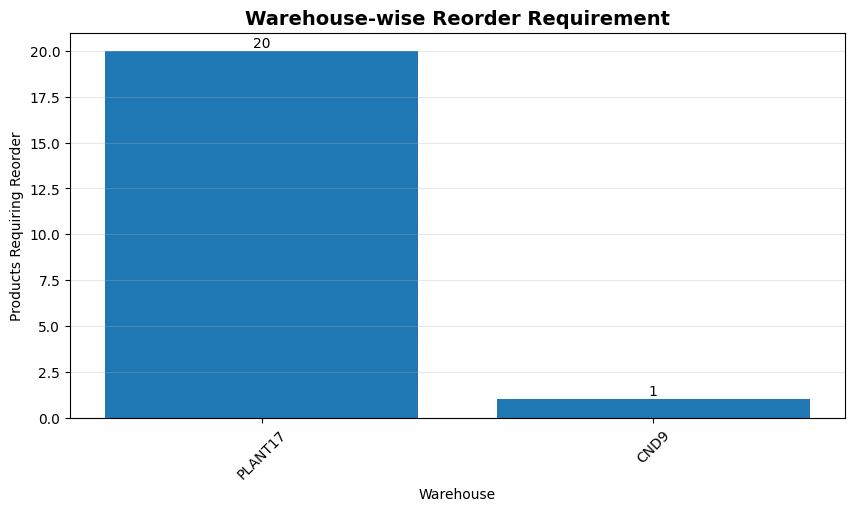 Warehouse-wise Reorder Requirement
20
1
20.0
17.5
15.0
12.5
10.0
7.5
5.0
2.5
0.0
Products Requiring Reorder
PLANT17
CND9
Warehouse